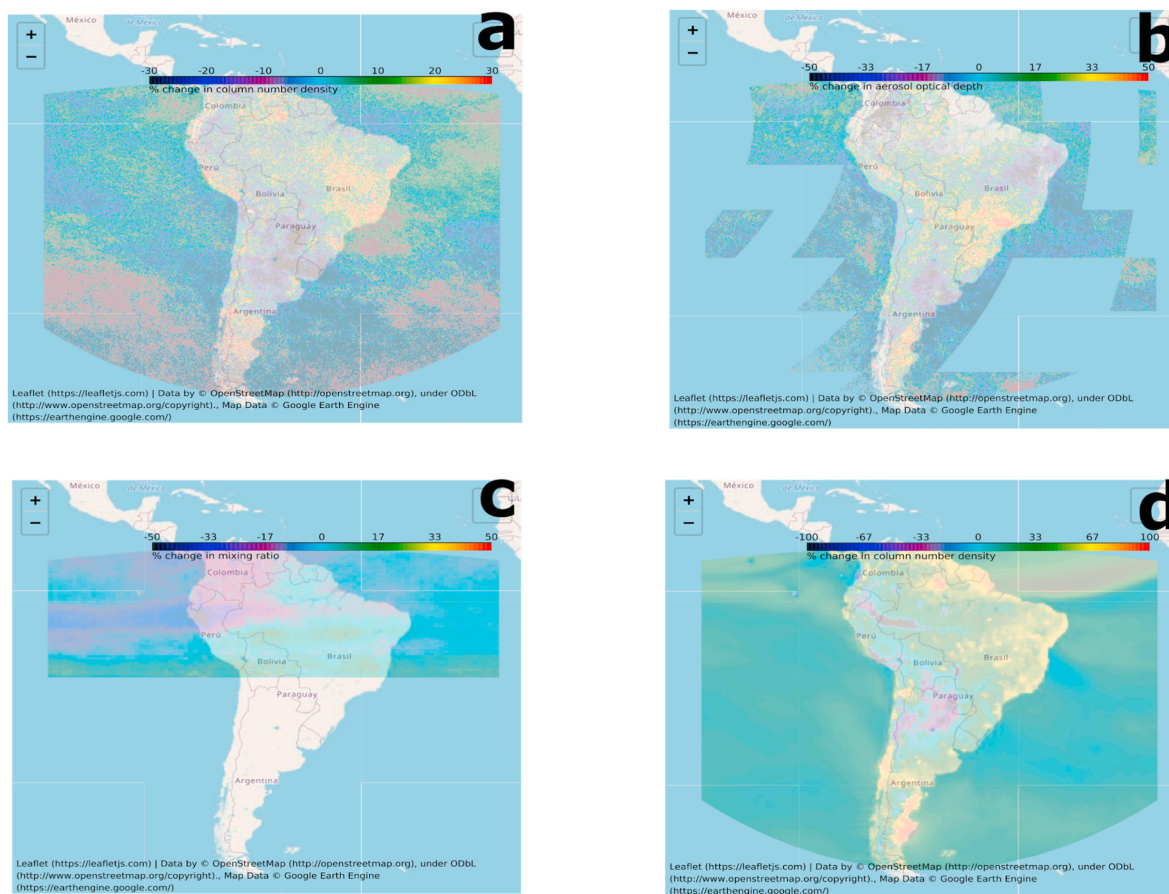 México
de México
a
+
−
-30 -20 -10 0 10 20 30
% change in column number density
Colombia
Perú
Brasil
Bolivia
Paraguay
Argentina
Leaflet (https://leafletjs.com) | Data by © OpenStreetMap (http://openstreetmap.org), under ODbL
(http://www.openstreetmap.org/copyright)., Map Data © Google Earth Engine
(https://earthengine.google.com/)
México
de México
b
+
−
-50 -33 -17 0 17 33 50
% change in aerosol optical depth
Colombia
Perú
Bolivia
Brasil
Paraguay
Argentina
Leaflet (https://leafletjs.com) | Data by © OpenStreetMap (http://openstreetmap.org), under ODbL
(http://www.openstreetmap.org/copyright)., Map Data © Google Earth Engine
(https://earthengine.google.com/)
México
de México
c
+
−
-50 -33 -17 0 17 33 50
% change in mixing ratio
Colombia
Perú
Bolivia
Brasil
Paraguay
Argentina
Leaflet (https://leafletjs.com) | Data by © OpenStreetMap (http://openstreetmap.org), under ODbL
(http://www.openstreetmap.org/copyright)., Map Data © Google Earth Engine
(https://earthengine.google.com/)
México
de México
d
+
−
-100 -67 -33 0 33 67 100
% change in column number density
Colombia
Perú
Bolivia
Brasil
Paraguay
Argentina
Leaflet (https://leafletjs.com) | Data by © OpenStreetMap (http://openstreetmap.org), under ODbL
(http://www.openstreetmap.org/copyright)., Map Data © Google Earth Engine
(https://earthengine.google.com/)